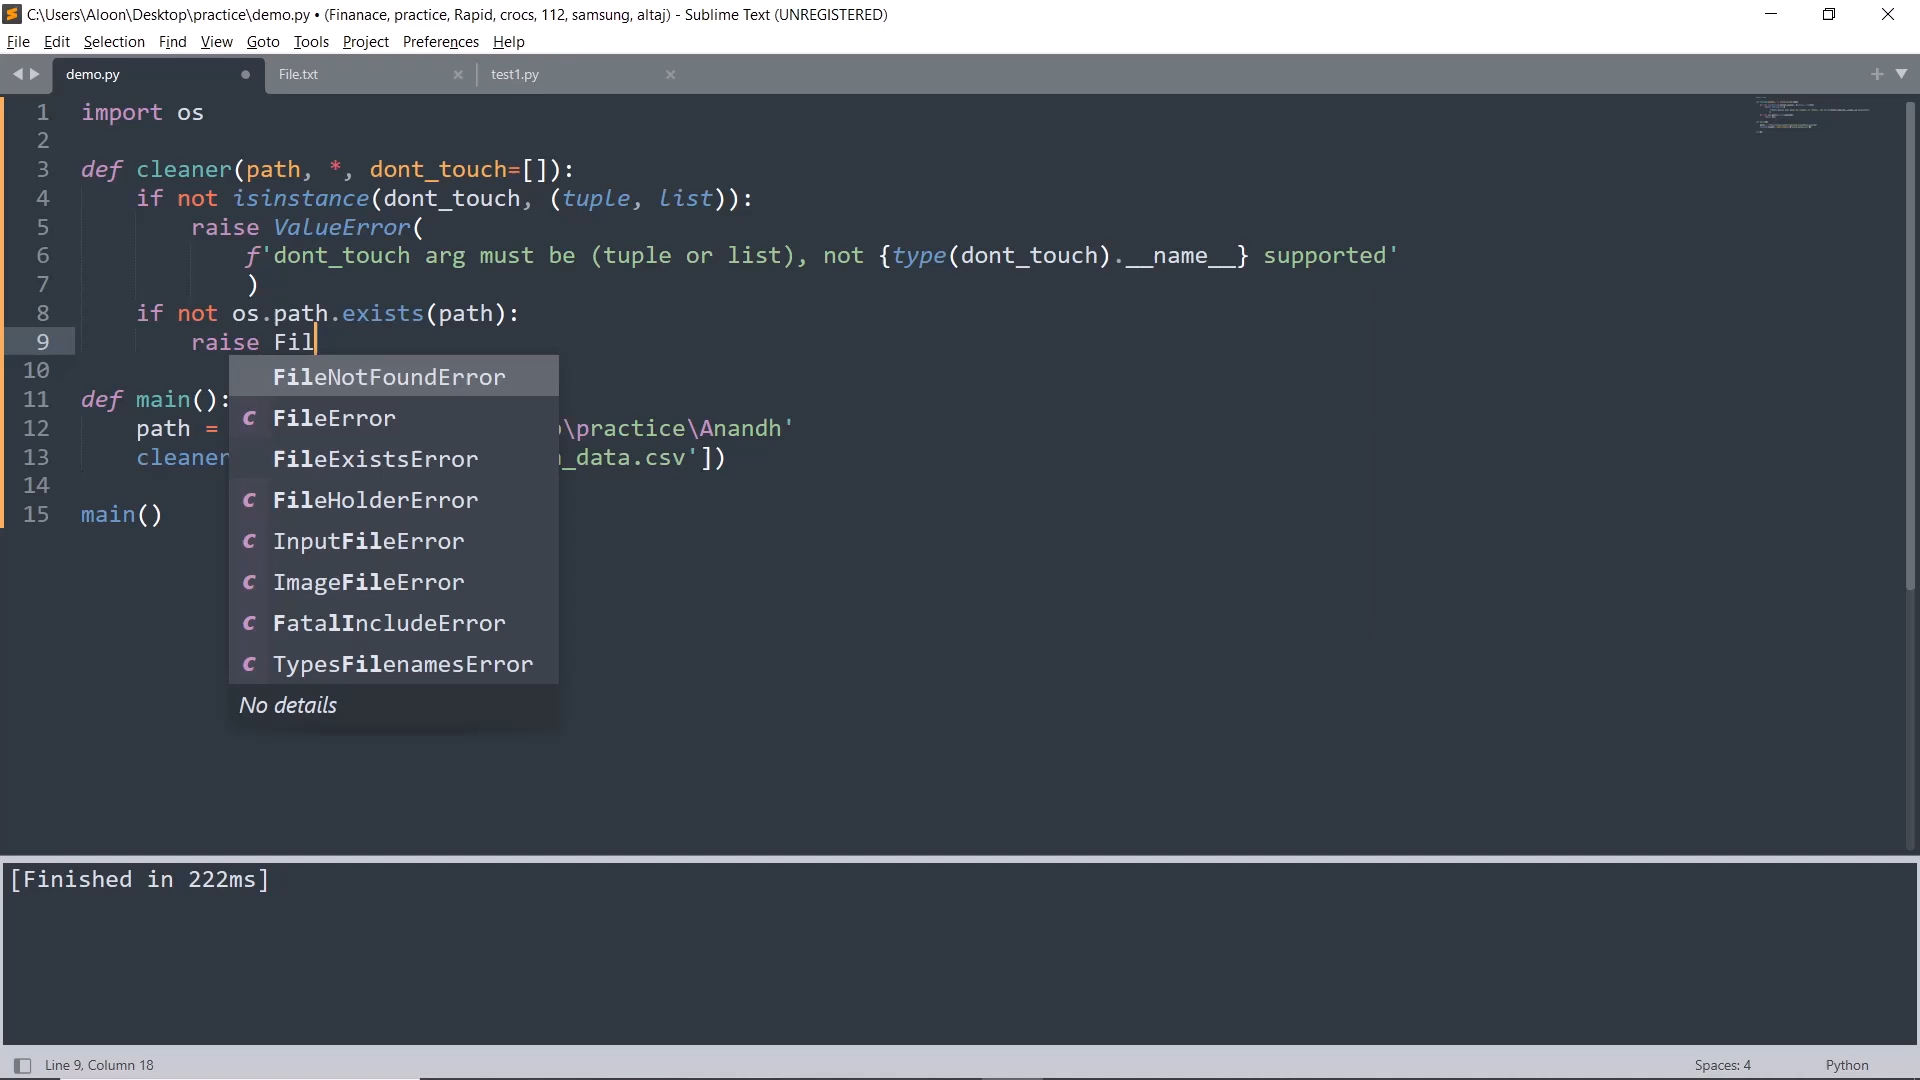 C:\Users\Aloon\Desktop\practice\demo.py • (Finanace, practice, Rapid, crocs, 112, samsung, altaj) - Sublime Text (UNREGISTERED)
File Edit Selection Find View Goto Tools Project Preferences Help
demo.py File.txt test1.py
1 import os
2
3 def cleaner(path, *, dont_touch=[]):
4 if not isinstance(dont_touch, (tuple, list)):
5 raise ValueError(
6 f'dont_touch arg must be (tuple or list), not {type(dont_touch).__name__} supported'
7 )
8 if not os.path.exists(path):
9 raise Fil
10 FileNotFoundError
11 def main():
FileError
12 path = \practice\Anandh'
13 cleaner FileExistsError _data.csv'])
14
FileHolderError
15 main()
InputFileError
ImageFileError
FatalIncludeError
TypesFilenamesError
No details
[Finished in 222ms]
Line 9, Column 18 Spaces: 4 Python